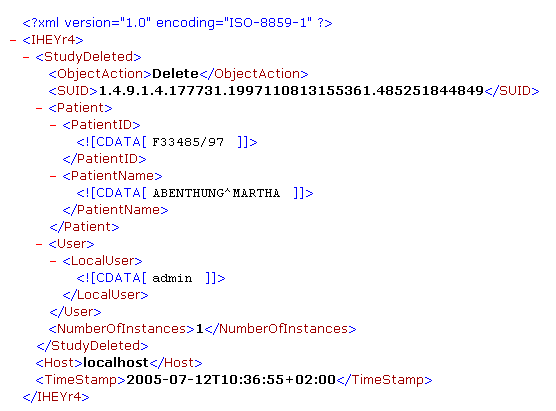 <?xml version="1.0" encoding="ISO-8859-1" ?>
- <IHEYr4>
- <StudyDeleted>
<ObjectAction>Delete</ObjectAction>
<SUID>1.4.9.1.4.177731.1997110813155361.485251844849</SUID>
- <Patient>
- <PatientID>
<![CDATA[ F33485/97 ]]>
</PatientID>
- <PatientName>
<![CDATA[ ABENTHUNG^MARTHA ]]>
</PatientName>
</Patient>
- <User>
- <LocalUser>
<![CDATA[ admin ]]>
</LocalUser>
</User>
<NumberOfInstances>1</NumberOfInstances>
</StudyDeleted>
<Host>localhost</Host>
<TimeStamp>2005-07-12T10:36:55+02:00</TimeStamp>
</IHEYr4>